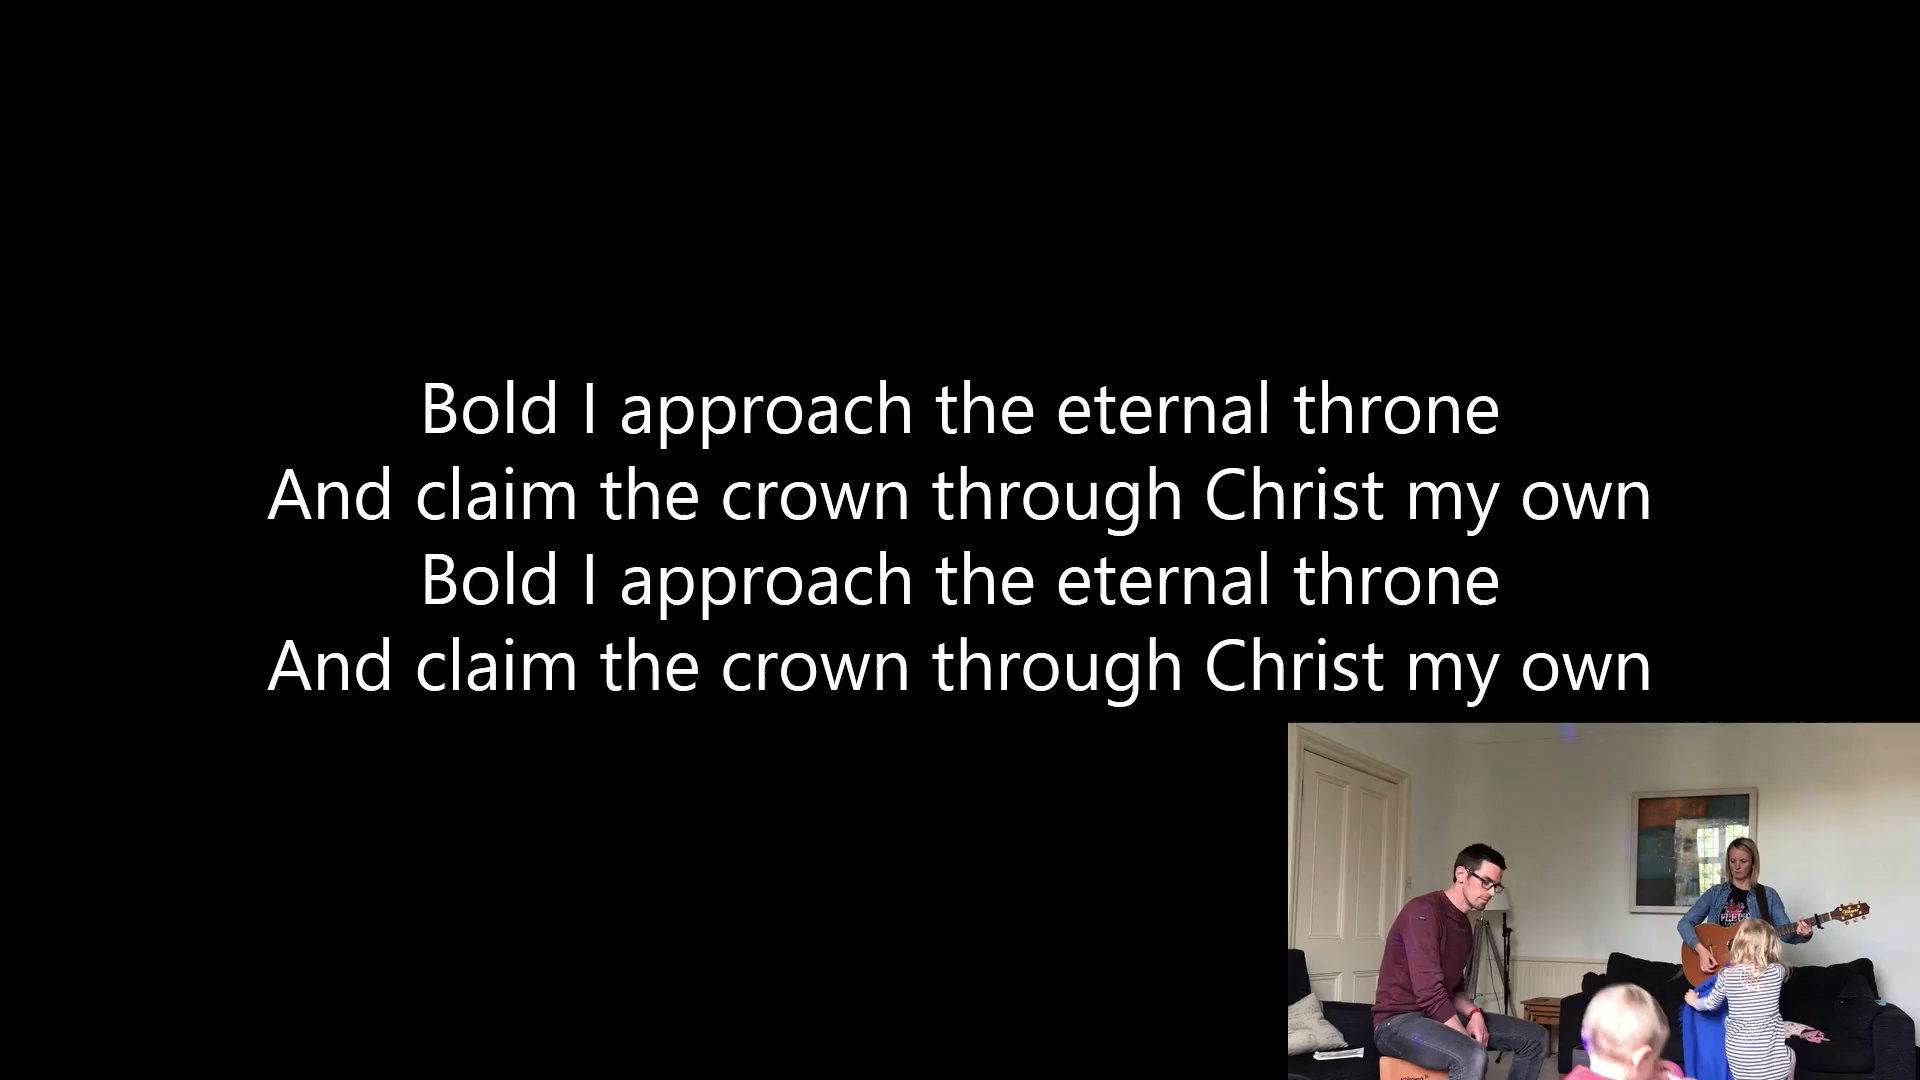 Bold I approach the eternal throne
And claim the crown through Christ my own
Bold I approach the eternal throne
And claim the crown through Christ my own